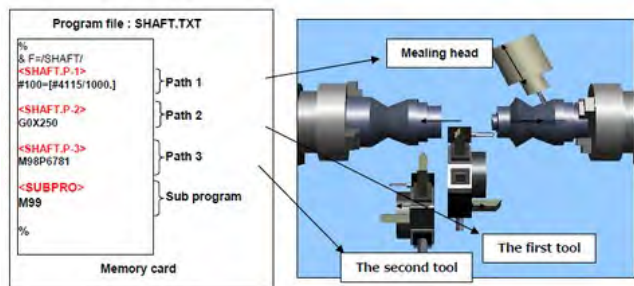 Program file : SHAFT.TXT
%
& F=/SHAFT/
<SHAFT.P-1>
#100=[#4115/1000.]
Path 1
<SHAFT.P-2>
G0X250
Path 2
<SHAFT.P-3>
M98P6781
Path 3
<SUBPRO>
M99
Sub program
%
Memory card
Mealing head
The first tool
The second tool